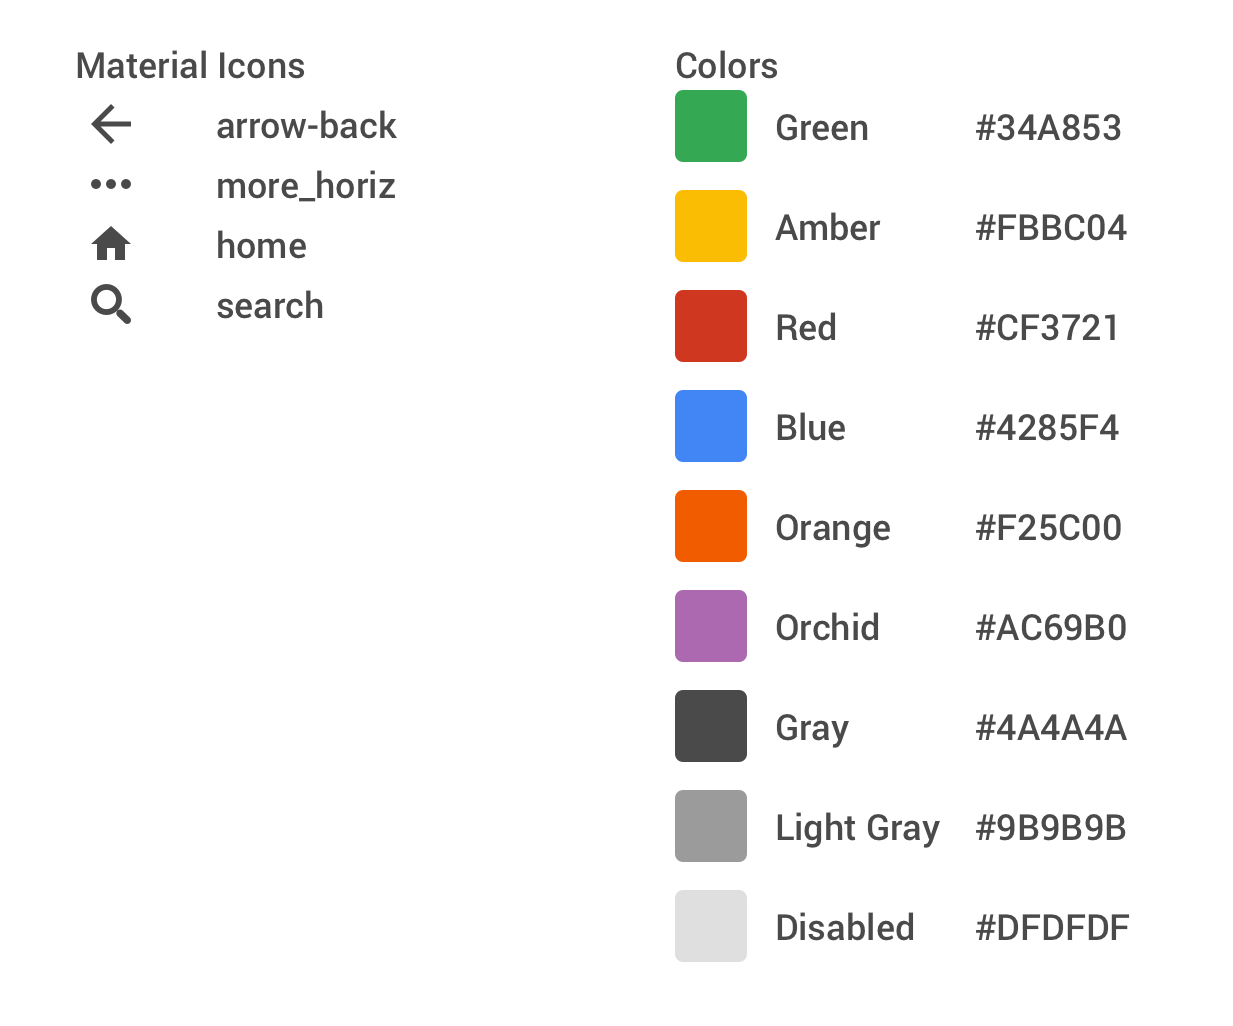 Material Icons
arrow-back
more_horiz
home
search
Colors
Green #34A853
Amber #FBBC04
Red #CF3721
Blue #4285F4
Orange #F25C00
Orchid #AC69B0
Gray #4A4A4A
Light Gray #9B9B9B
Disabled #DFDFDF